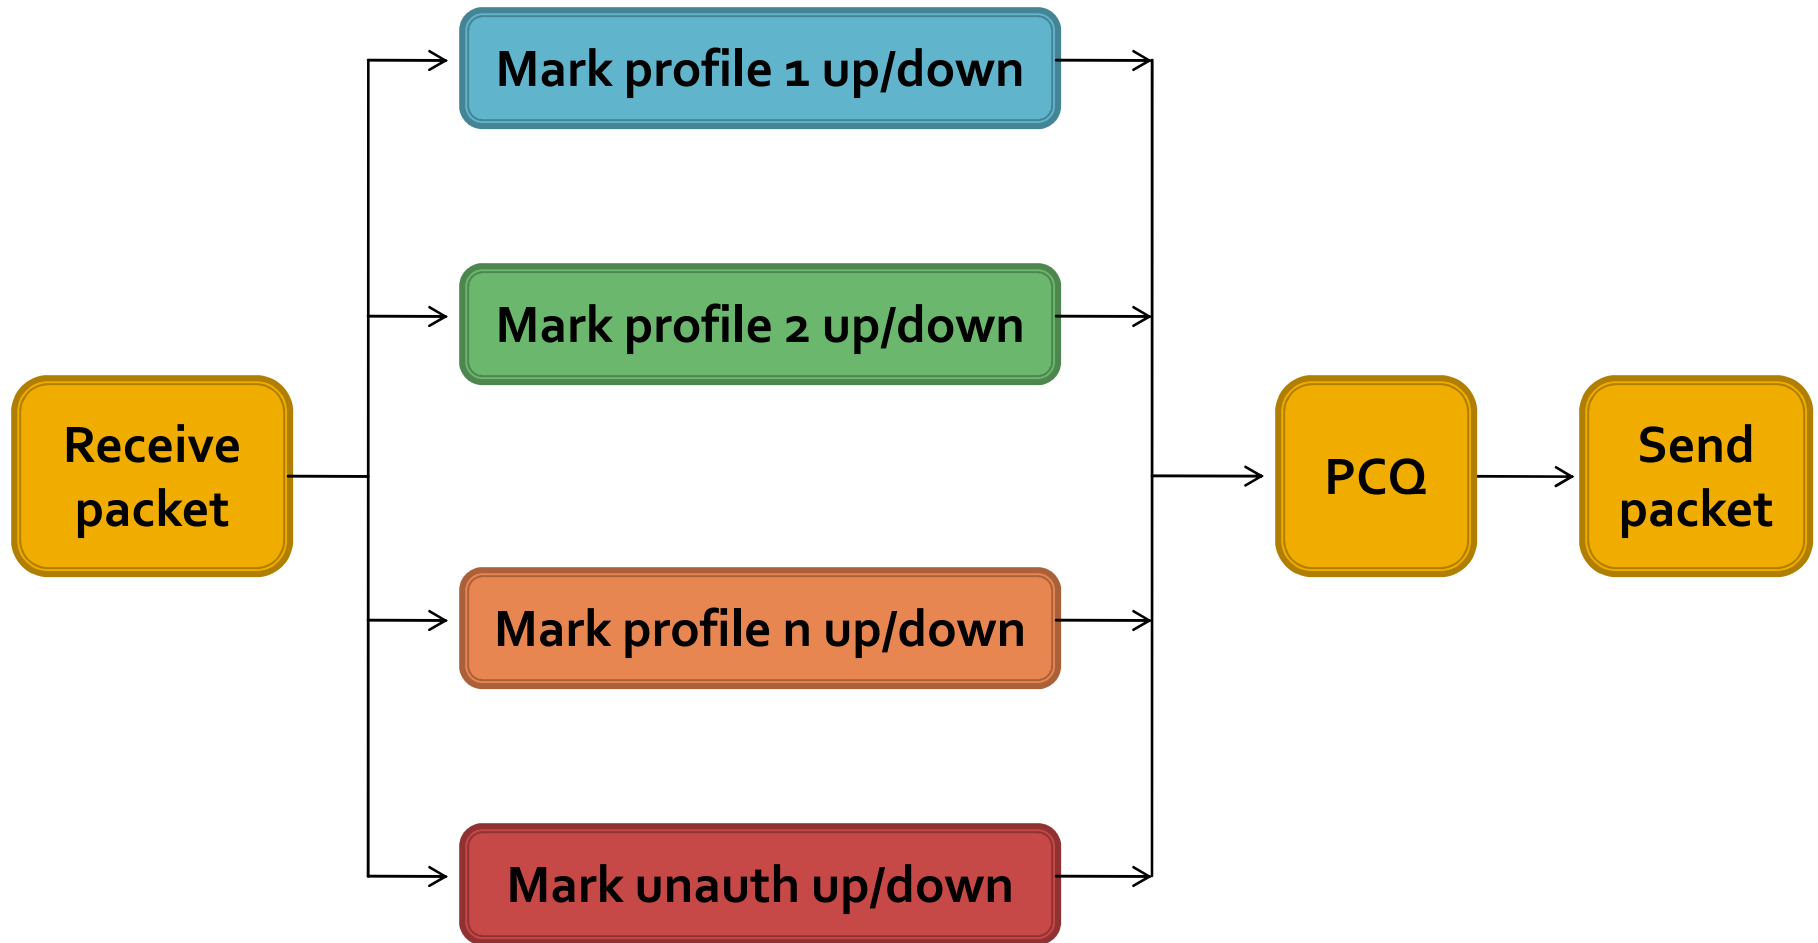 Mark profile 1 up/down
Mark profile 2 up/down
Receive
packet
PCQ
Send
packet
Mark profile n up/down
Mark unauth up/down